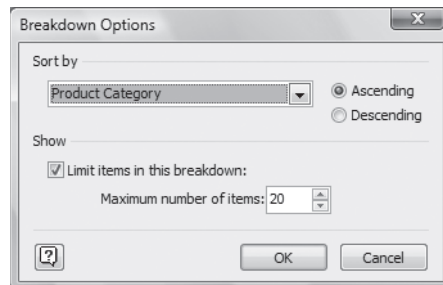 Breakdown Options
Sort by
Product Category
Ascending
Descending
Show
Limit items in this breakdown:
Maximum number of items: 20
OK Cancel